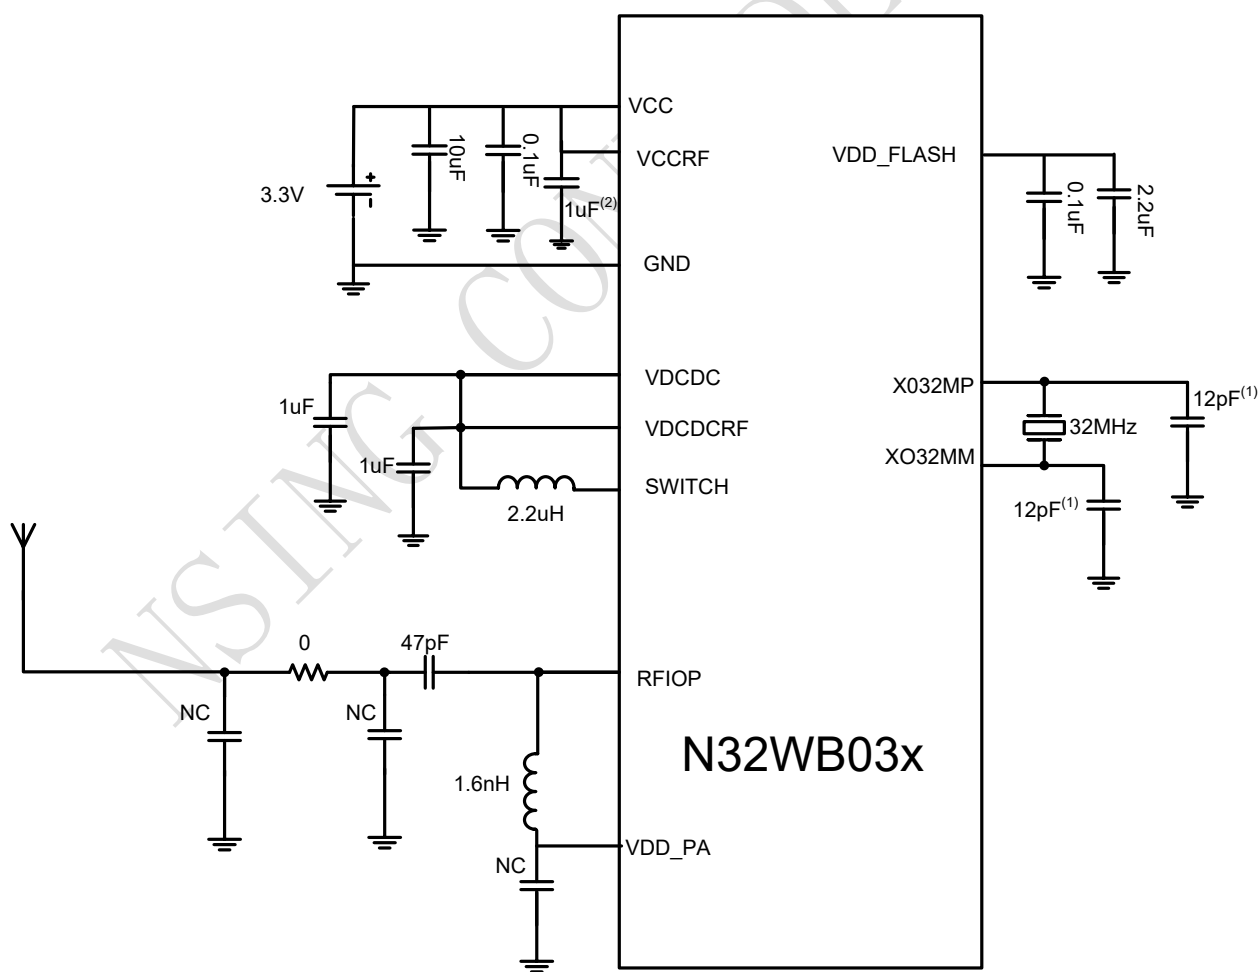 VCC
10uF
0.1uF
VCCRF
VDD_FLASH
+
3.3V
-
1uF(2)
0.1uF
2.2uF
GND
VDCDC
X032MP
1uF
12pF(1)
VDCDCRF
32MHz
1uF
XO32MM
SWITCH
2.2uH
12pF(1)
0
47pF
RFIOP
NC
NC
N32WB03x
1.6nH
VDD_PA
NC
NSING CON